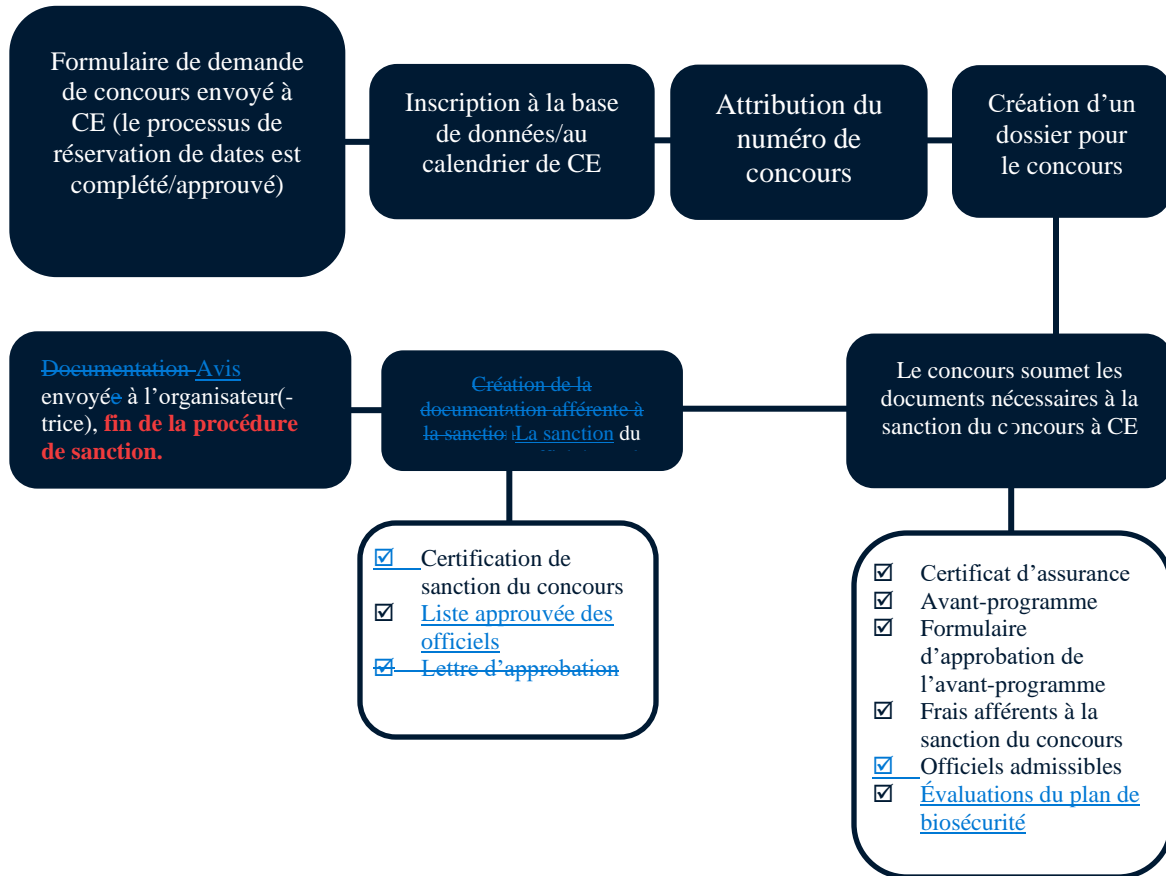 Formulaire de demande
de concours envoyé à
CE (le processus de
réservation de dates est
complété/approuvé)
Inscription à la base
de données/au
calendrier de CE
Attribution du
numéro de
concours
Création d’un
dossier pour
le concours
Documentation Avis
envoyée à l’organisateur(-
trice), fin de la procédure
de sanction.
Création de la
documentation afférente à
la sanction La sanction du
Le concours soumet les
documents nécessaires à la
sanction du concours à CE
☑ Certification de
sanction du concours
☑ Liste approuvée des
officiels
☑ Lettre d’approbation
☑ Certificat d’assurance
☑ Avant-programme
☑ Formulaire
d’approbation de
l’avant-programme
☑ Frais afférents à la
sanction du concours
☑ Officiels admissibles
☑ Évaluations du plan de
biosécurité